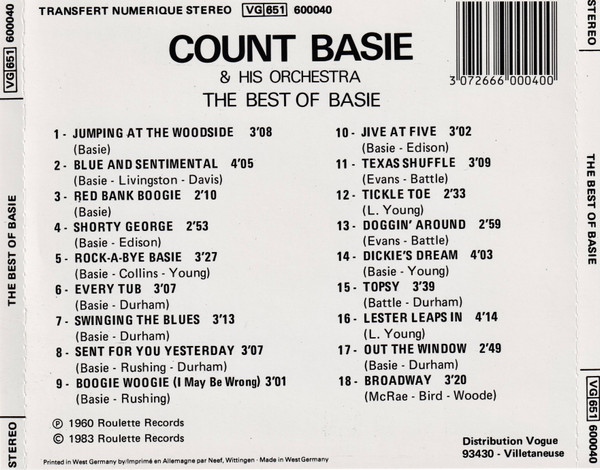 TRANSFERT NUMERIQUE STEREO VG 651 600040
COUNT BASIE
& HIS ORCHESTRA
THE BEST OF BASIE
3 072666 000400
1 - JUMPING AT THE WOODSIDE 3'08
(Basie)
2 - BLUE AND SENTIMENTAL 4'05
(Basie - Livingston - Davis)
3 - RED BANK BOOGIE 2'10
(Basie)
4 - SHORTY GEORGE 2'53
(Basie - Edison)
5 - ROCK-A-BYE BASIE 3'27
(Basie - Collins - Young)
6 - EVERY TUB 3'07
(Basie - Durham)
7 - SWINGING THE BLUES 3'13
(Basie - Durham)
8 - SENT FOR YOU YESTERDAY 3'07
(Basie - Rushing - Durham)
9 - BOOGIE WOOGIE (I May Be Wrong) 3'01
(Basie - Rushing)
10 - JIVE AT FIVE 3'02
(Basie - Edison)
11 - TEXAS SHUFFLE 3'09
(Evans - Battle)
12 - TICKLE TOE 2'33
(L. Young)
13 - DOGGIN' AROUND 2'59
(Evans - Battle)
14 - DICKIE'S DREAM 4'03
(Basie - Young)
15 - TOPSY 3'39
(Battle - Durham)
16 - LESTER LEAPS IN 4'14
(L. Young)
17 - OUT THE WINDOW 2'49
(Basie - Durham)
18 - BROADWAY 3'20
(McRae - Bird - Woode)
Ⓟ 1960 Roulette Records
© 1983 Roulette Records
Printed in West Germany by/Imprimé en Allemagne par Neef, Wittingen - Made in West Germany
Distribution Vogue
93430 - Villetaneuse
VG 651 600040
THE BEST OF BASIE
STEREO
STEREO
THE BEST OF BASIE
VG 651 600040